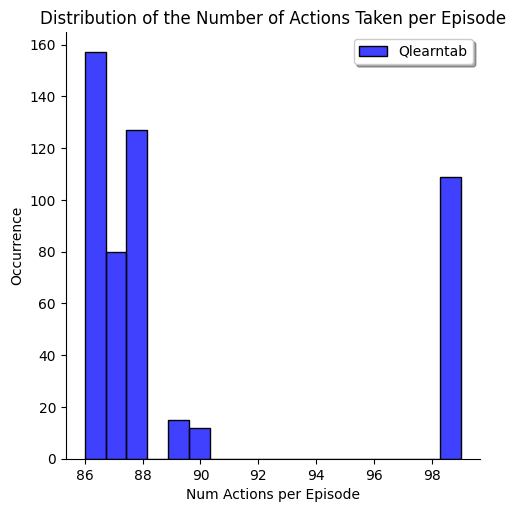 Distribution of the Number of Actions Taken per Episode
Qlearntab
160
140
120
100
80
60
40
20
0
Occurrence
86 88 90 92 94 96 98
Num Actions per Episode